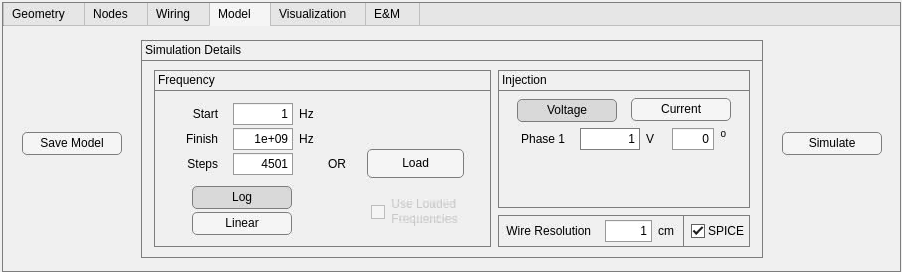 Geometry Nodes Wiring Model Visualization E&M
Simulation Details
Frequency
Start 1 Hz
Finish 1e+09 Hz
Steps 4501 OR Load
Log
Linear
Use Loaded
Frequencies
Injection
Voltage Current
Phase 1 1 V 0 o
Wire Resolution 1 cm SPICE
Save Model
Simulate